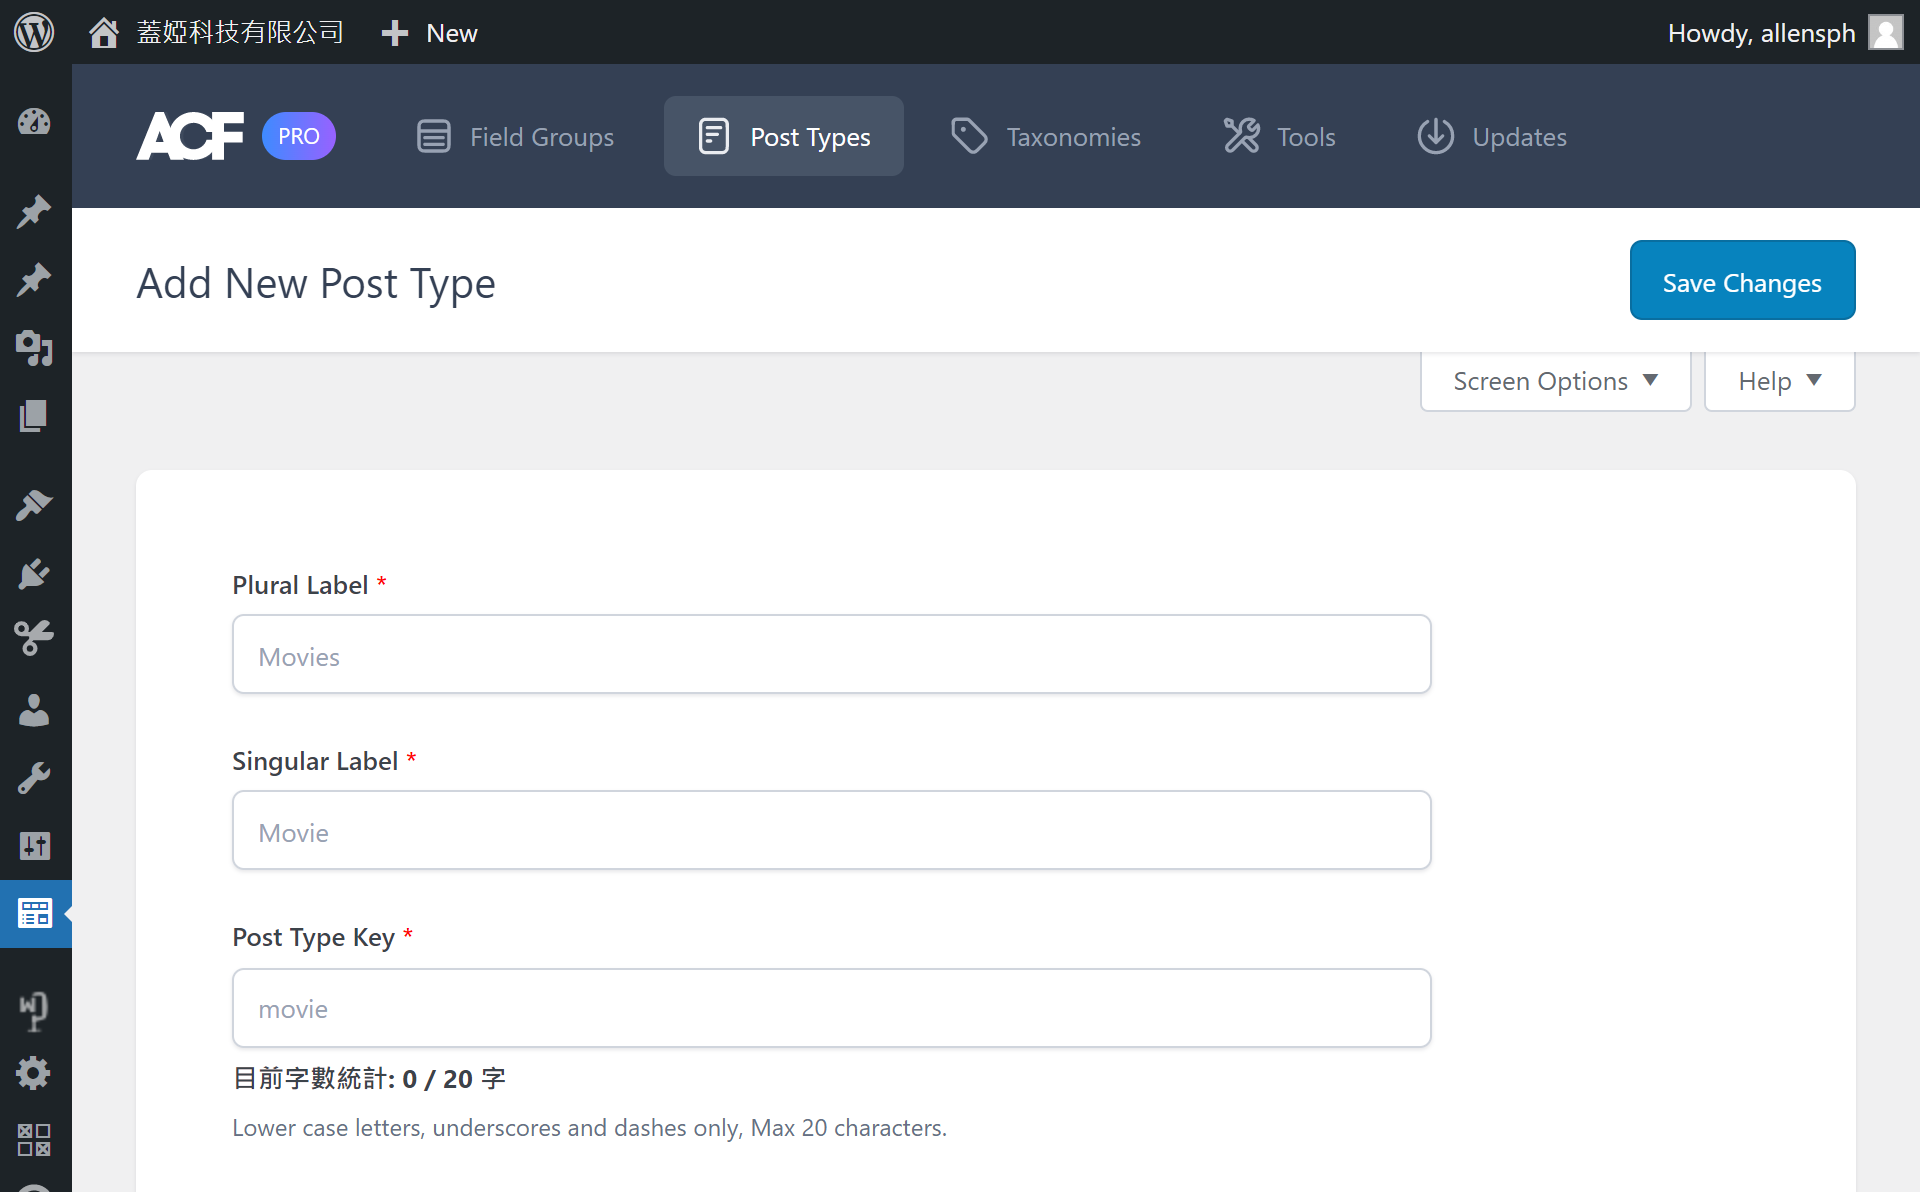 蓋婭科技有限公司
New
Howdy, allensph
ACF PRO
Field Groups
Post Types
Taxonomies
Tools
Updates
Add New Post Type
Save Changes
Screen Options
Help
Plural Label *
Movies
Singular Label *
Movie
Post Type Key *
movie
目前字數統計: 0 / 20 字
Lower case letters, underscores and dashes only, Max 20 characters.